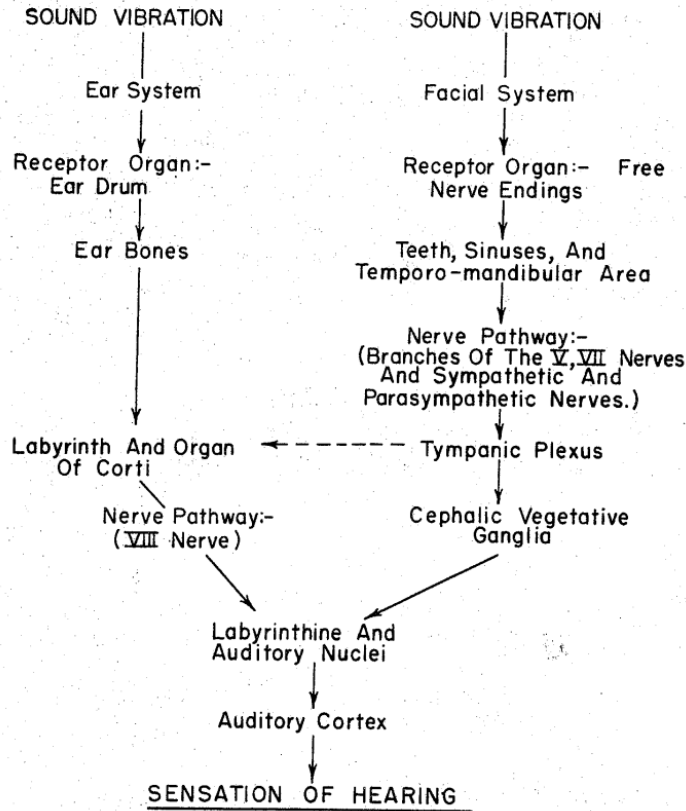 SOUND VIBRATION
Ear System
Receptor Organ:-
Ear Drum
Ear Bones
Labyrinth And Organ
Of Corti
Nerve Pathway:-
(VIII Nerve)
SOUND VIBRATION
Facial System
Receptor Organ:- Free
Nerve Endings
Teeth, Sinuses, And
Temporo-mandibular Area
Nerve Pathway:-
(Branches Of The V, VII Nerves
And Sympathetic And
Parasympathetic Nerves.)
Tympanic Plexus
Cephalic Vegetative
Ganglia
Labyrinthine And
Auditory Nuclei
Auditory Cortex
SENSATION OF HEARING